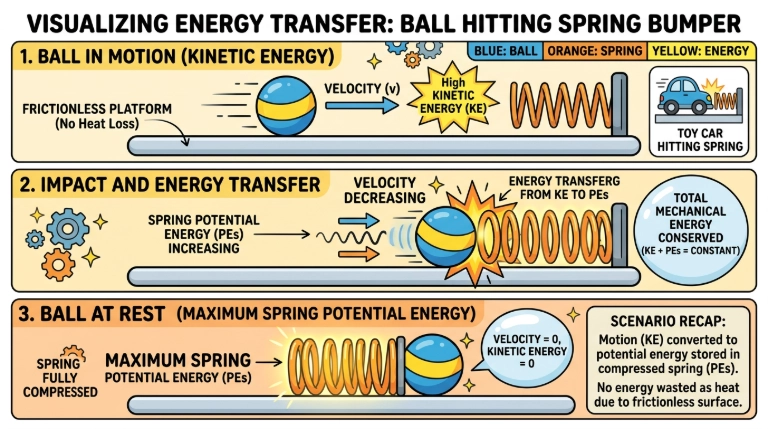 VISUALIZING ENERGY TRANSFER: BALL HITTING SPRING BUMPER
1. BALL IN MOTION (KINETIC ENERGY)
BLUE: BALL
ORANGE: SPRING
YELLOW: ENERGY
FRICTIONLESS PLATFORM
(No Heat Loss)
VELOCITY (v)
High
KINETIC
ENERGY (KE)
TOY CAR
HITTING SPRING
2. IMPACT AND ENERGY TRANSFER
SPRING POTENTIAL
ENERGY (PEs)
INCREASING
VELOCITY
DECREASING
ENERGY TRANSFERG
FROM KE TO PEs
TOTAL
MECHANICAL
ENERGY
CONSERVED
(KE + PEs = CONSTANT)
3. BALL AT REST (MAXIMUM SPRING POTENTIAL ENERGY)
SPRING
FULLY
COMPRESSED
MAXIMUM SPRING
POTENTIAL ENERGY (PEs)
VELOCITY = 0,
KINETIC ENERGY
= 0
SCENARIO RECAP:
Motion (KE) converted to
potential energy stored in
compressed spring (PEs).
No energy wasted as heat
due to frictionless surface.